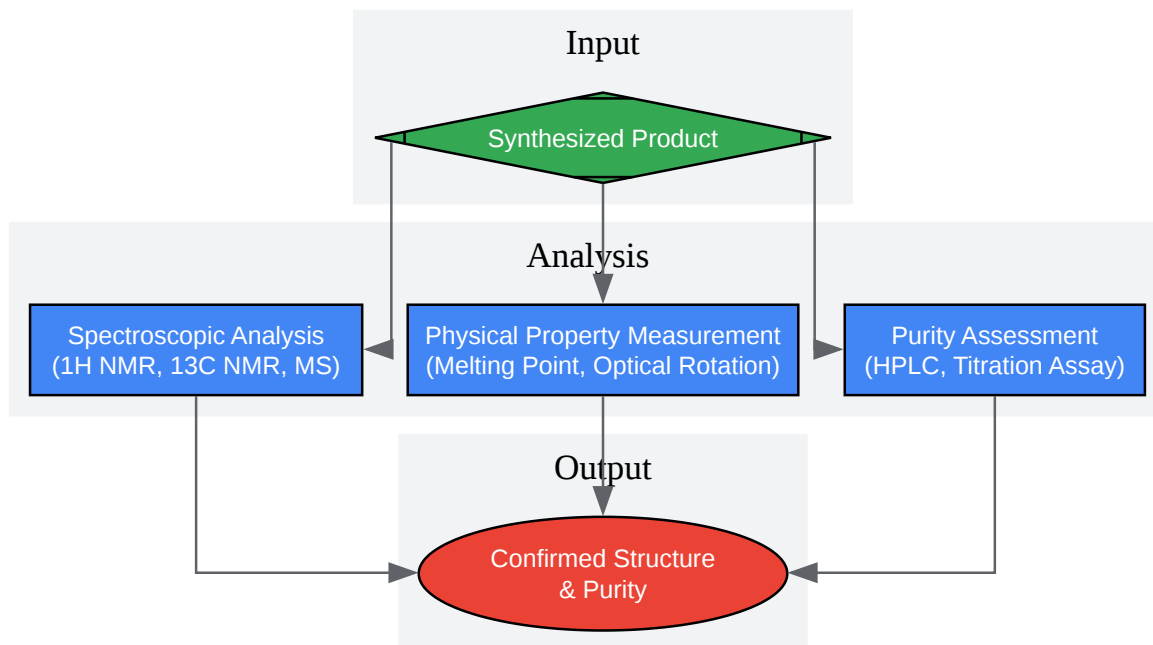 Input
Synthesized Product
Analysis
Spectroscopic Analysis
(1H NMR, 13C NMR, MS)
Physical Property Measurement
(Melting Point, Optical Rotation)
Purity Assessment
(HPLC, Titration Assay)
Output
Confirmed Structure
& Purity